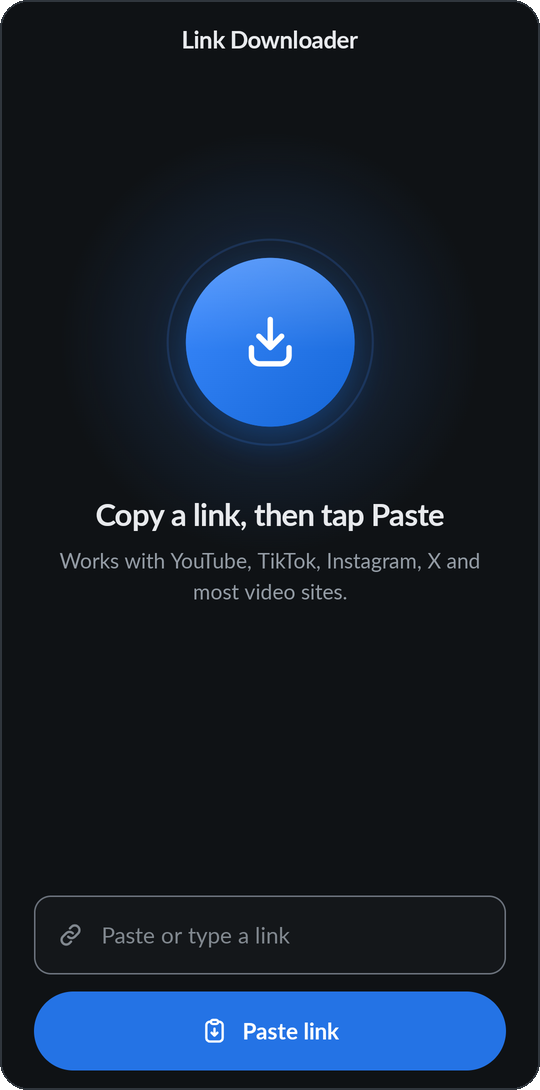 Link Downloader
Copy a link, then tap Paste
Works with YouTube, TikTok, Instagram, X and
most video sites.
Paste or type a link
Paste link